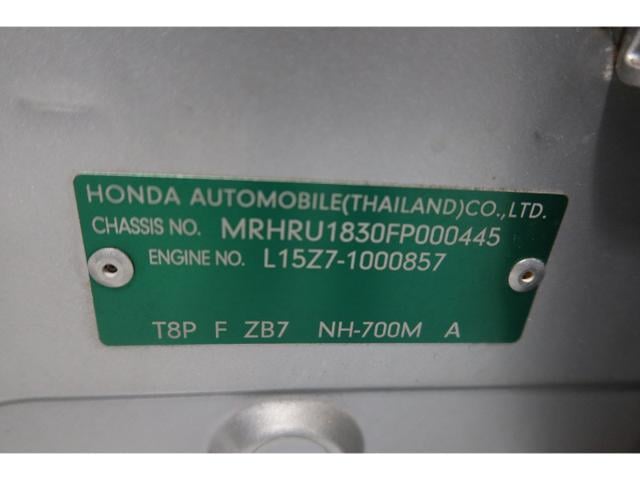 HONDA AUTOMOBILE(THAILAND)CO.,LTD.
CHASSIS NO. MRHRU1830FP000445
ENGINE NO. L15Z7-1000857
T8P F ZB7 NH-700M A